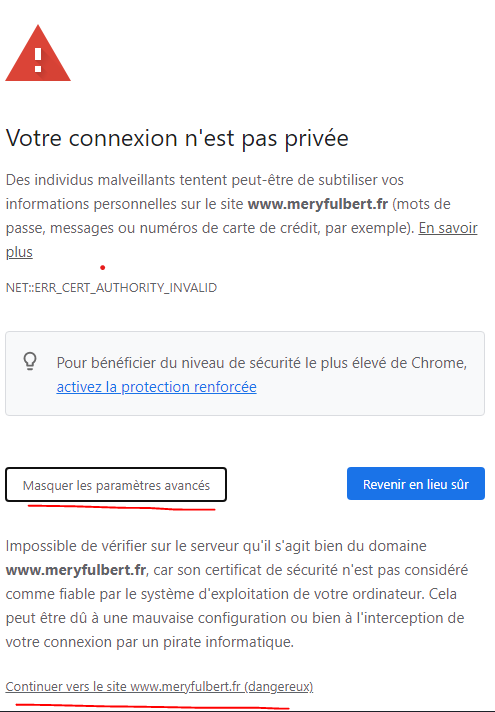 Votre connexion n'est pas privée
Des individus malveillants tentent peut-être de subtiliser vos
informations personnelles sur le site www.meryfulbert.fr (mots de
passe, messages ou numéros de carte de crédit, par exemple). En savoir
plus
NET::ERR_CERT_AUTHORITY_INVALID
Pour bénéficier du niveau de sécurité le plus élevé de Chrome,
activez la protection renforcée
Masquer les paramètres avancés
Revenir en lieu sûr
Impossible de vérifier sur le serveur qu'il s'agit bien du domaine
www.meryfulbert.fr, car son certificat de sécurité n'est pas considéré
comme fiable par le système d'exploitation de votre ordinateur. Cela
peut être dû à une mauvaise configuration ou bien à l'interception de
votre connexion par un pirate informatique.
Continuer vers le site www.meryfulbert.fr (dangereux)